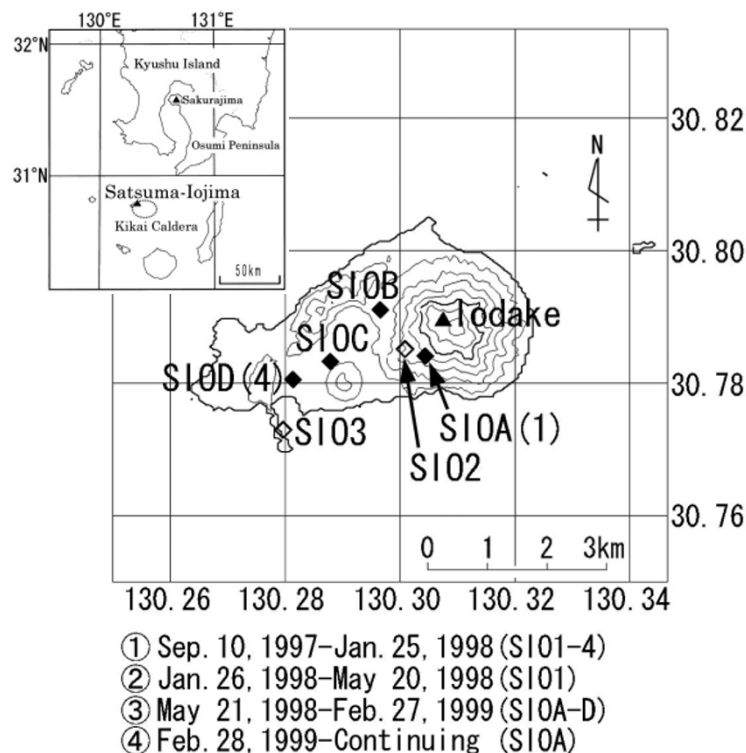 130°E 131°E
32°N
Kyushu Island
Sakurajima
Osumi Peninsula
31°N
Satsuma-Iojima
Kikai Caldera
50km
30.82
N
30.80
SIOB
Iodake
SIOC
SIOD(4)
30.78
SIO3
SIOA(1)
SIO2
30.76
0 1 2 3km
130.26 130.28 130.30 130.32 130.34
① Sep. 10, 1997-Jan. 25, 1998(SIO1-4)
② Jan. 26, 1998-May 20, 1998(SIO1)
③ May 21, 1998-Feb. 27, 1999(SIOA-D)
④ Feb. 28, 1999-Continuing (SIOA)